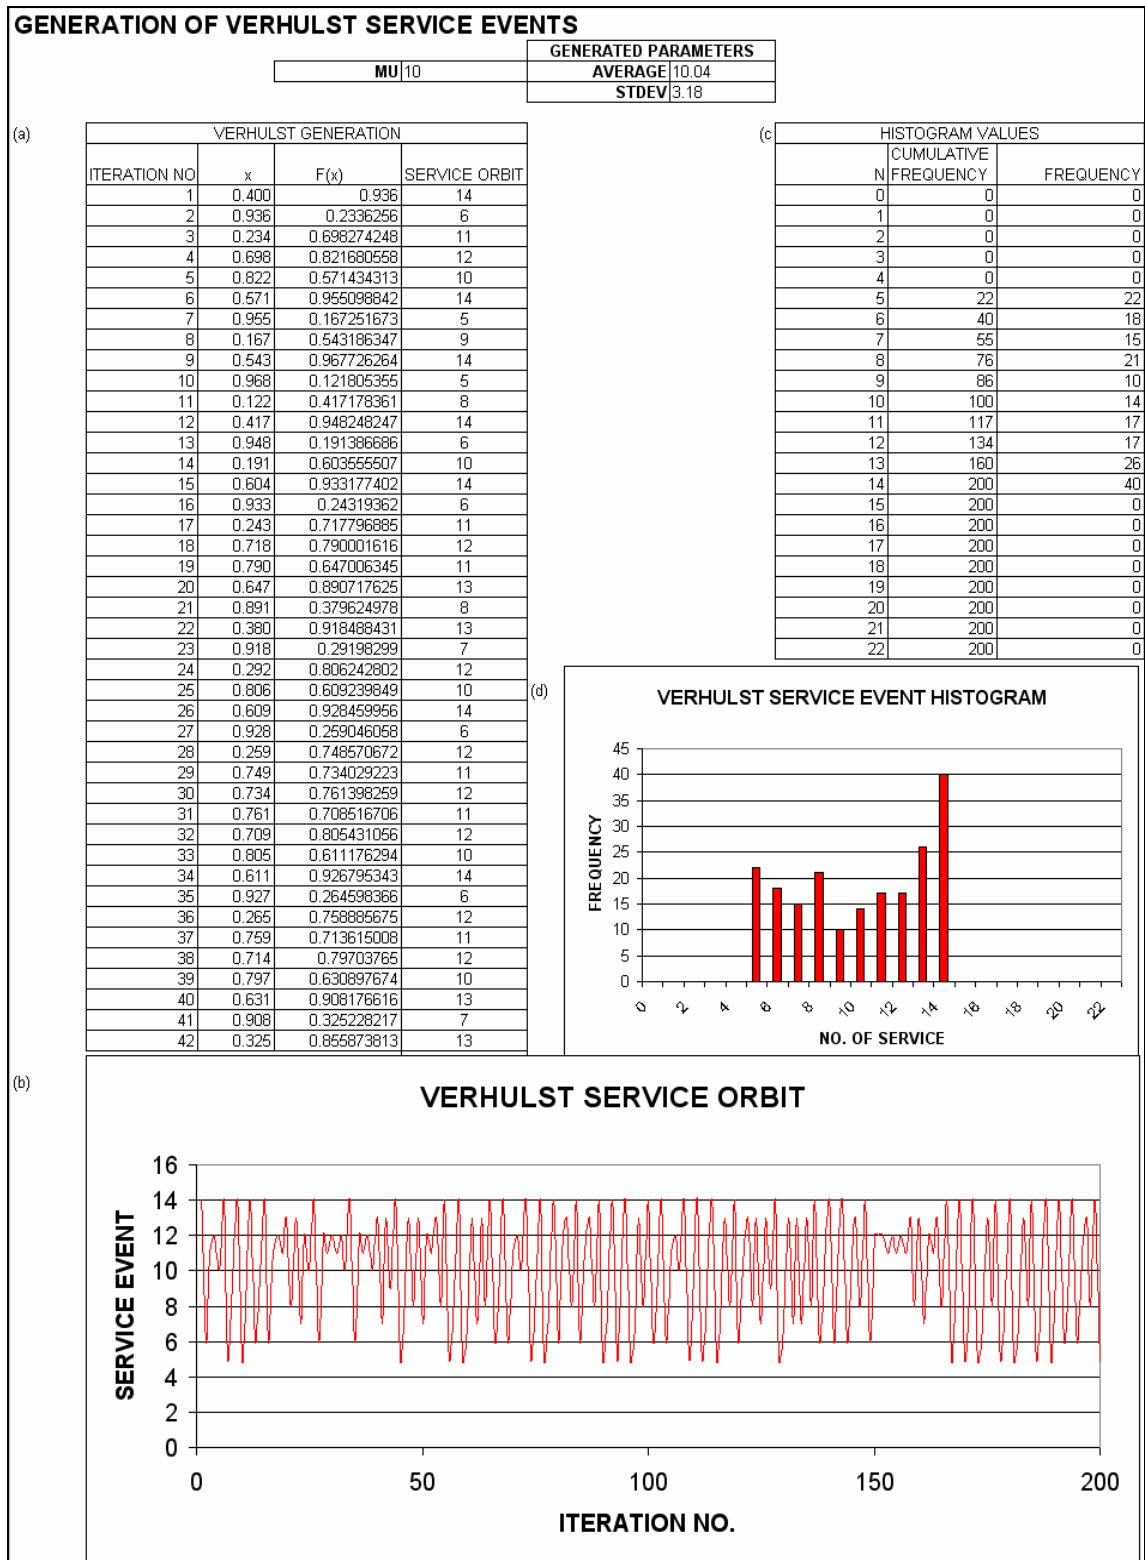 GENERATION OF VERHULST SERVICE EVENTS
GENERATED PARAMETERS
MU 10 AVERAGE 10.04
STDEV 3.18
(a)
VERHULST GENERATION
ITERATION NO x F(x) SERVICE ORBIT
1 0.400 0.936 14
2 0.936 0.2336256 6
3 0.234 0.698274248 11
4 0.698 0.821680558 12
5 0.822 0.571434313 10
6 0.571 0.955098842 14
7 0.955 0.167251673 5
8 0.167 0.543186347 9
9 0.543 0.967726264 14
10 0.968 0.121805355 5
11 0.122 0.417178361 8
12 0.417 0.948248247 14
13 0.948 0.191386686 6
14 0.191 0.603555507 10
15 0.604 0.933177402 14
16 0.933 0.24319362 6
17 0.243 0.717796885 11
18 0.718 0.790001616 12
19 0.790 0.647006345 11
20 0.647 0.890717625 13
21 0.891 0.379624978 8
22 0.380 0.918488431 13
23 0.918 0.29198299 7
24 0.292 0.806242802 12
25 0.806 0.609239849 10
26 0.609 0.928459956 14
27 0.928 0.259046058 6
28 0.259 0.748570672 12
29 0.749 0.734029223 11
30 0.734 0.761398259 12
31 0.761 0.708516706 11
32 0.709 0.805431056 12
33 0.805 0.611176294 10
34 0.611 0.926795343 14
35 0.927 0.264598366 6
36 0.265 0.758885675 12
37 0.759 0.713615008 11
38 0.714 0.79703765 12
39 0.797 0.630897674 10
40 0.631 0.908176616 13
41 0.908 0.325228217 7
42 0.325 0.855873813 13
(c
HISTOGRAM VALUES
CUMULATIVE
N FREQUENCY FREQUENCY
0 0 0
1 0 0
2 0 0
3 0 0
4 0 0
5 22 22
6 40 18
7 55 15
8 76 21
9 86 10
10 100 14
11 117 17
12 134 17
13 160 26
14 200 40
15 200 0
16 200 0
17 200 0
18 200 0
19 200 0
20 200 0
21 200 0
22 200 0
(d)
VERHULST SERVICE EVENT HISTOGRAM
45
40
35
30
25
20
15
10
5
0
FREQUENCY
0 2 4 6 8 10 12 14 16 18 20 22
NO. OF SERVICE
(b)
VERHULST SERVICE ORBIT
16
14
12
10
8
6
4
2
0
SERVICE EVENT
0 50 100 150 200
ITERATION NO.